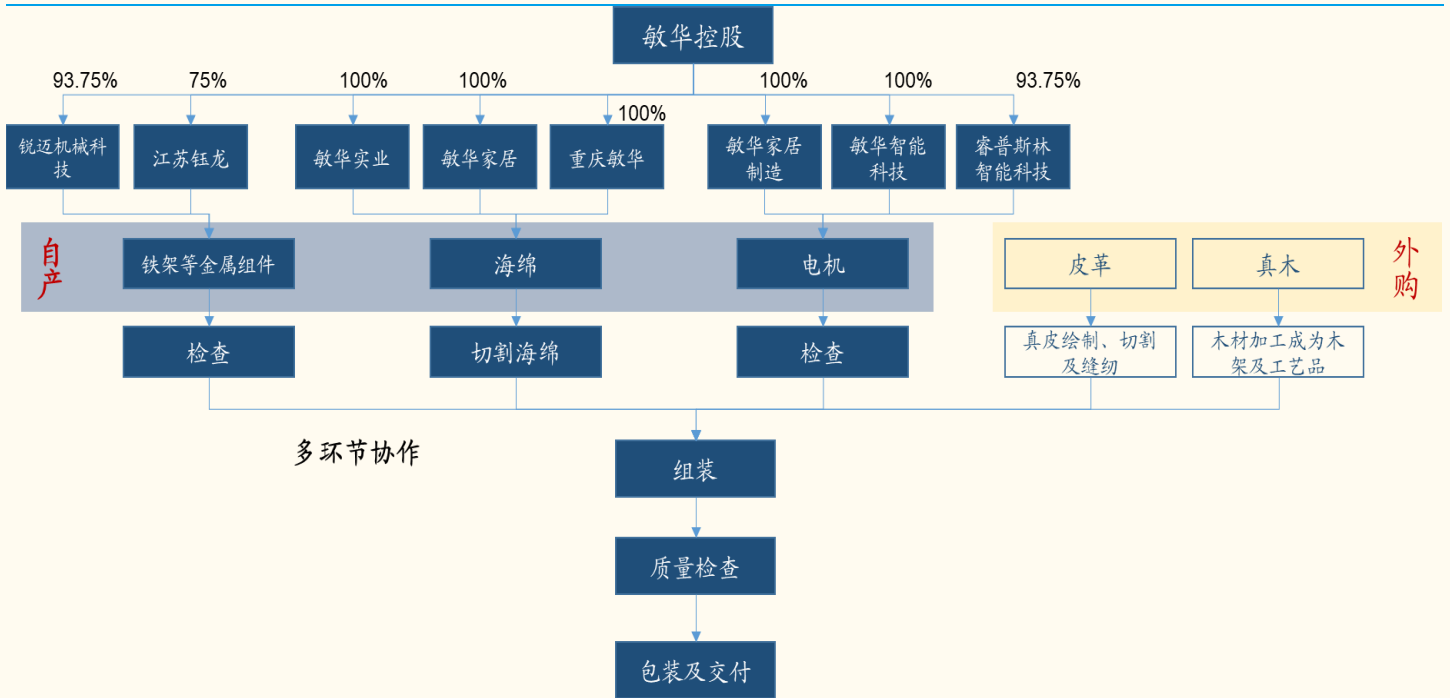 敏华控股
93.75%
75%
100%
100%
100%
100%
100%
93.75%
锐迈机械科
技
江苏钰龙
敏华实业
敏华家居
重庆敏华
敏华家居
制造
敏华智能
科技
睿普斯林
智能科技
自
产
铁架等金属组件
海绵
电机
皮革
真木
外
购
检查
切割海绵
检查
真皮绘制、切割
及缝纫
木材加工成为木
架及工艺品
多环节协作
组装
质量检查
包装及交付